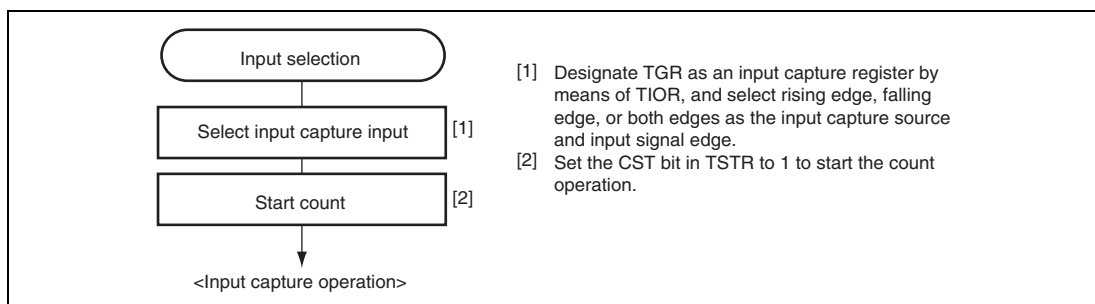 Input selection
Select input capture input
[1]
Start count
[2]
<Input capture operation>
[1] Designate TGR as an input capture register by
means of TIOR, and select rising edge, falling
edge, or both edges as the input capture source
and input signal edge.
[2] Set the CST bit in TSTR to 1 to start the count
operation.